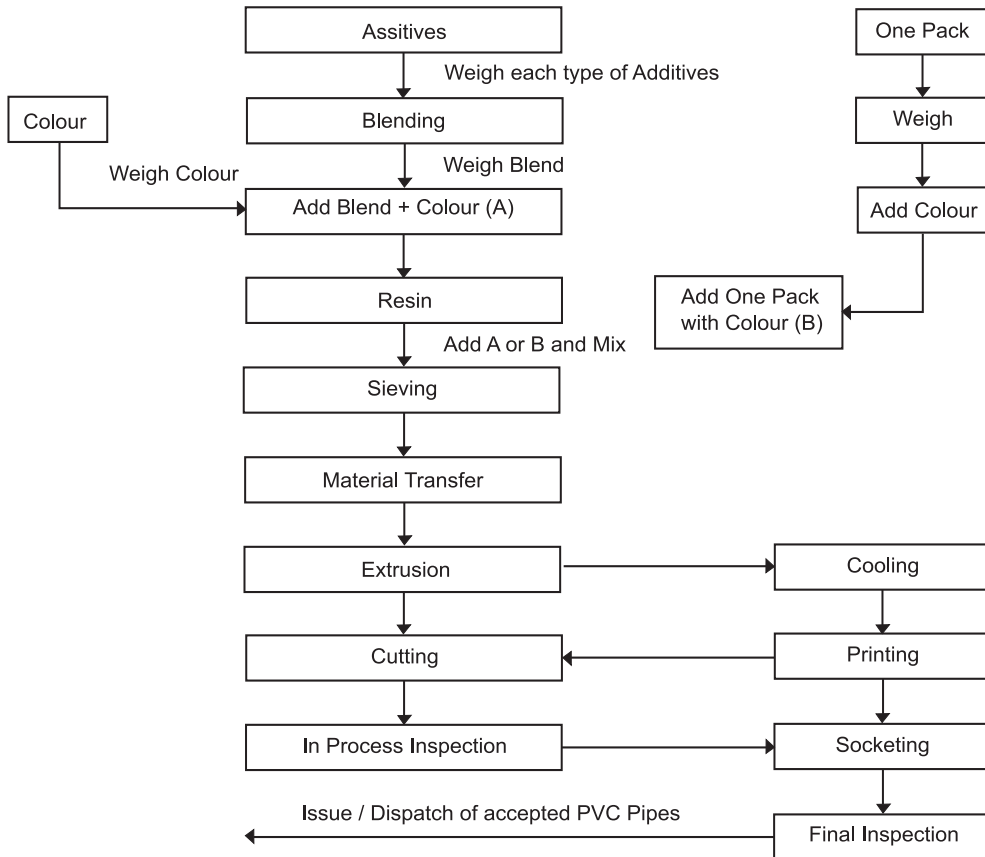 Assitives
One Pack
Weigh each type of Additives
Colour
Blending
Weigh
Weigh Colour
Weigh Blend
Add Blend + Colour (A)
Add Colour
Resin
Add One Pack
with Colour (B)
Add A or B and Mix
Sieving
Material Transfer
Extrusion
Cooling
Cutting
Printing
In Process Inspection
Socketing
Issue / Dispatch of accepted PVC Pipes
Final Inspection